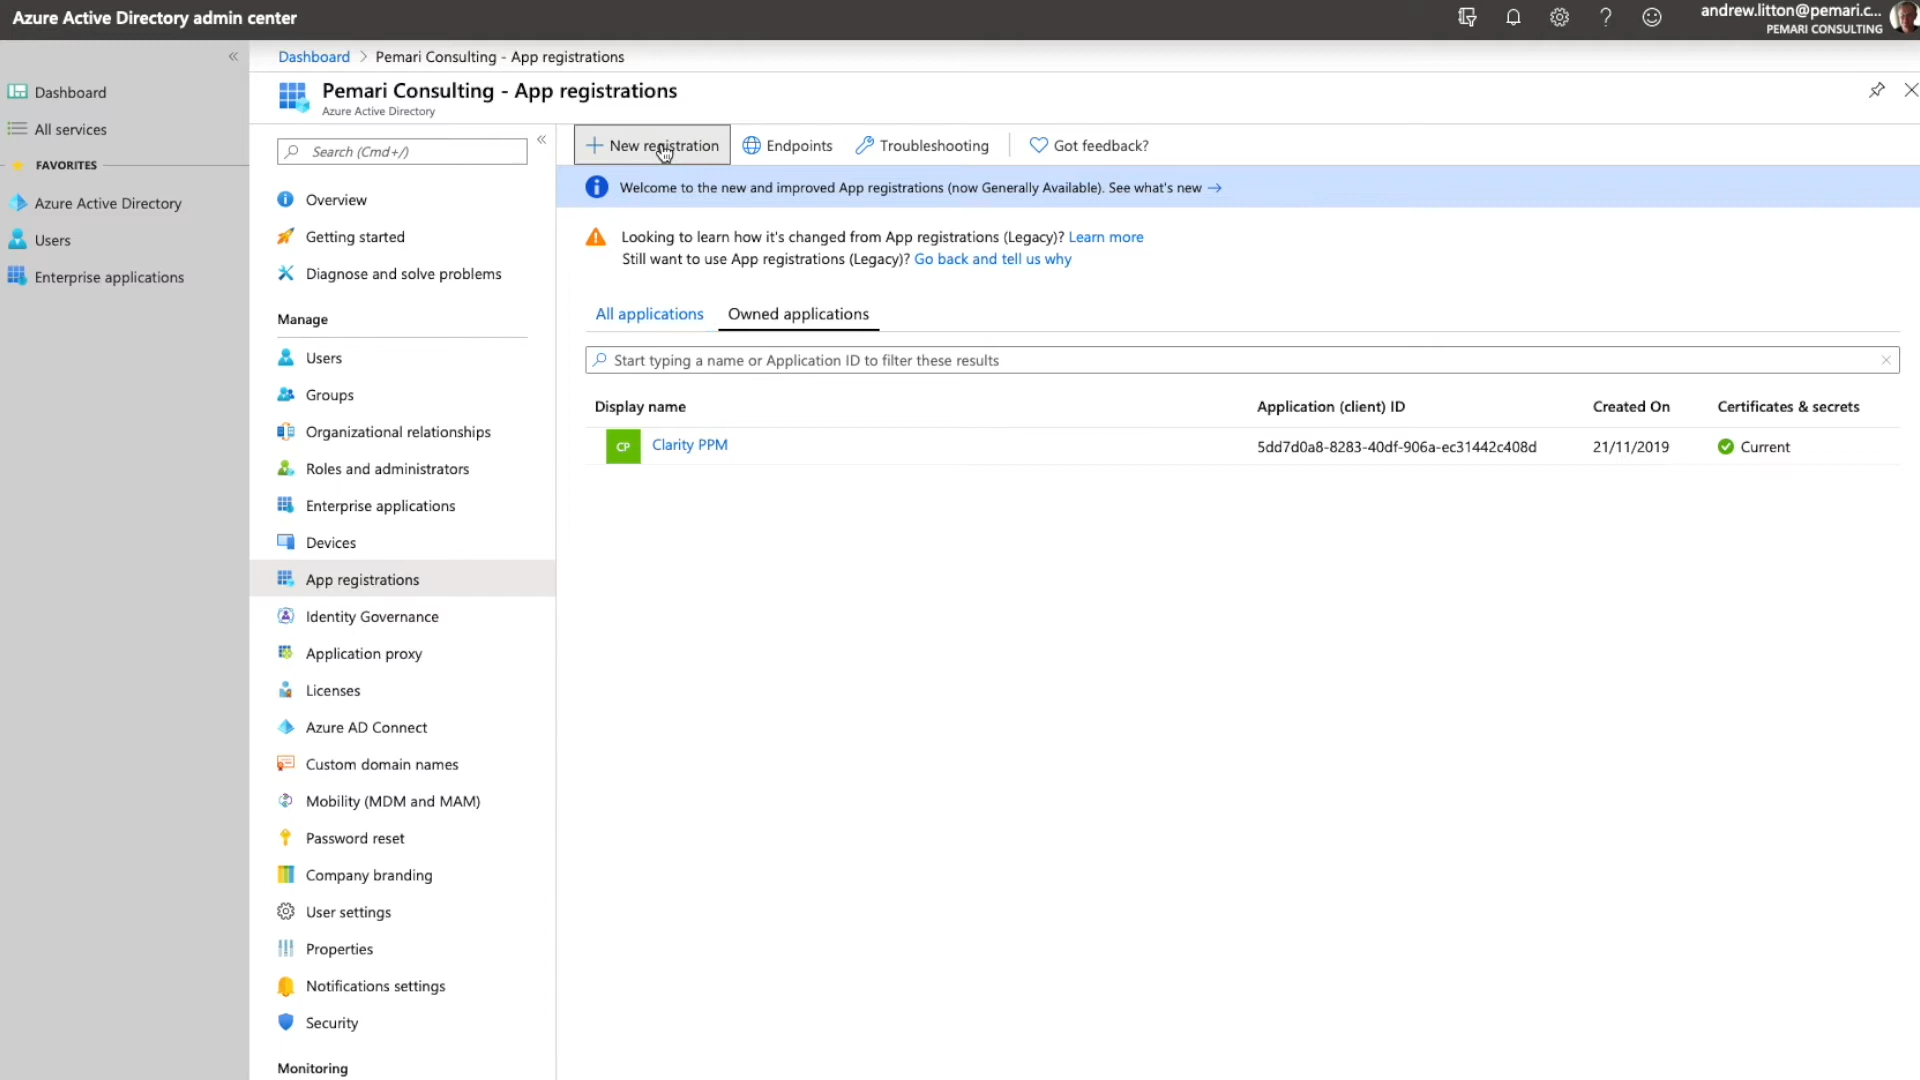 Azure Active Directory admin center
andrew.litton@pemari.c...
PEMARI CONSULTING
Dashboard
All services
FAVORITES
Azure Active Directory
Users
Enterprise applications
Dashboard > Pemari Consulting - App registrations
Pemari Consulting - App registrations
Azure Active Directory
Search (Cmd+/)
Overview
Getting started
Diagnose and solve problems
Manage
Users
Groups
Organizational relationships
Roles and administrators
Enterprise applications
Devices
App registrations
Identity Governance
Application proxy
Licenses
Azure AD Connect
Custom domain names
Mobility (MDM and MAM)
Password reset
Company branding
User settings
Properties
Notifications settings
Security
Monitoring
New registration Endpoints Troubleshooting Got feedback?
Welcome to the new and improved App registrations (now Generally Available). See what's new →
Looking to learn how it's changed from App registrations (Legacy)? Learn more
Still want to use App registrations (Legacy)? Go back and tell us why
All applications Owned applications
Start typing a name or Application ID to filter these results
Display name Application (client) ID Created On Certificates & secrets
CP Clarity PPM 5dd7d0a8-8283-40df-906a-ec31442c408d 21/11/2019 Current